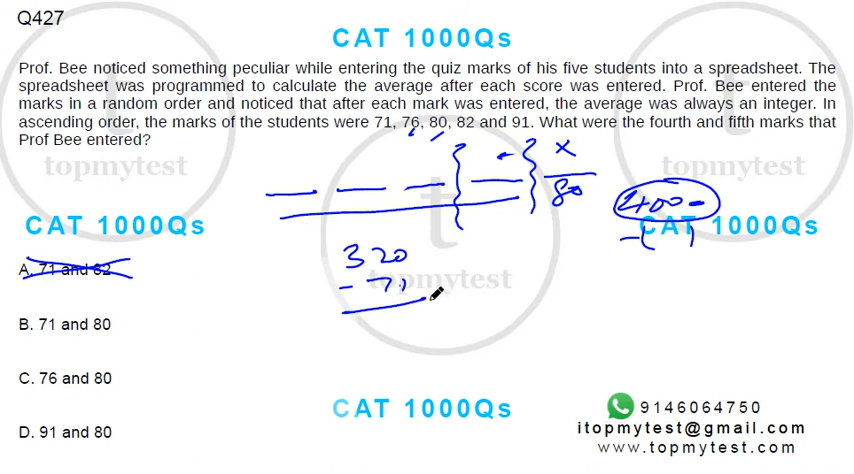 Q427
CAT 1000Qs
Prof. Bee noticed something peculiar while entering the quiz marks of his five students into a spreadsheet. The
spreadsheet was programmed to calculate the average after each score was entered. Prof. Bee entered the
marks in a random order and noticed that after each mark was entered, the average was always an integer. In
ascending order, the marks of the students were 71, 76, 80, 82 and 91. What were the fourth and fifth marks that
Prof Bee entered?
x
80
400
topmytest
topmytest
CAT 1000Qs
CAT 1000Qs
-( )
320
A. 71 and 82
topmytest
- 71
B. 71 and 80
C. 76 and 80
CAT 1000Qs
9146064750
itopmytest@gmail.com
D. 91 and 80
www.topmytest.com